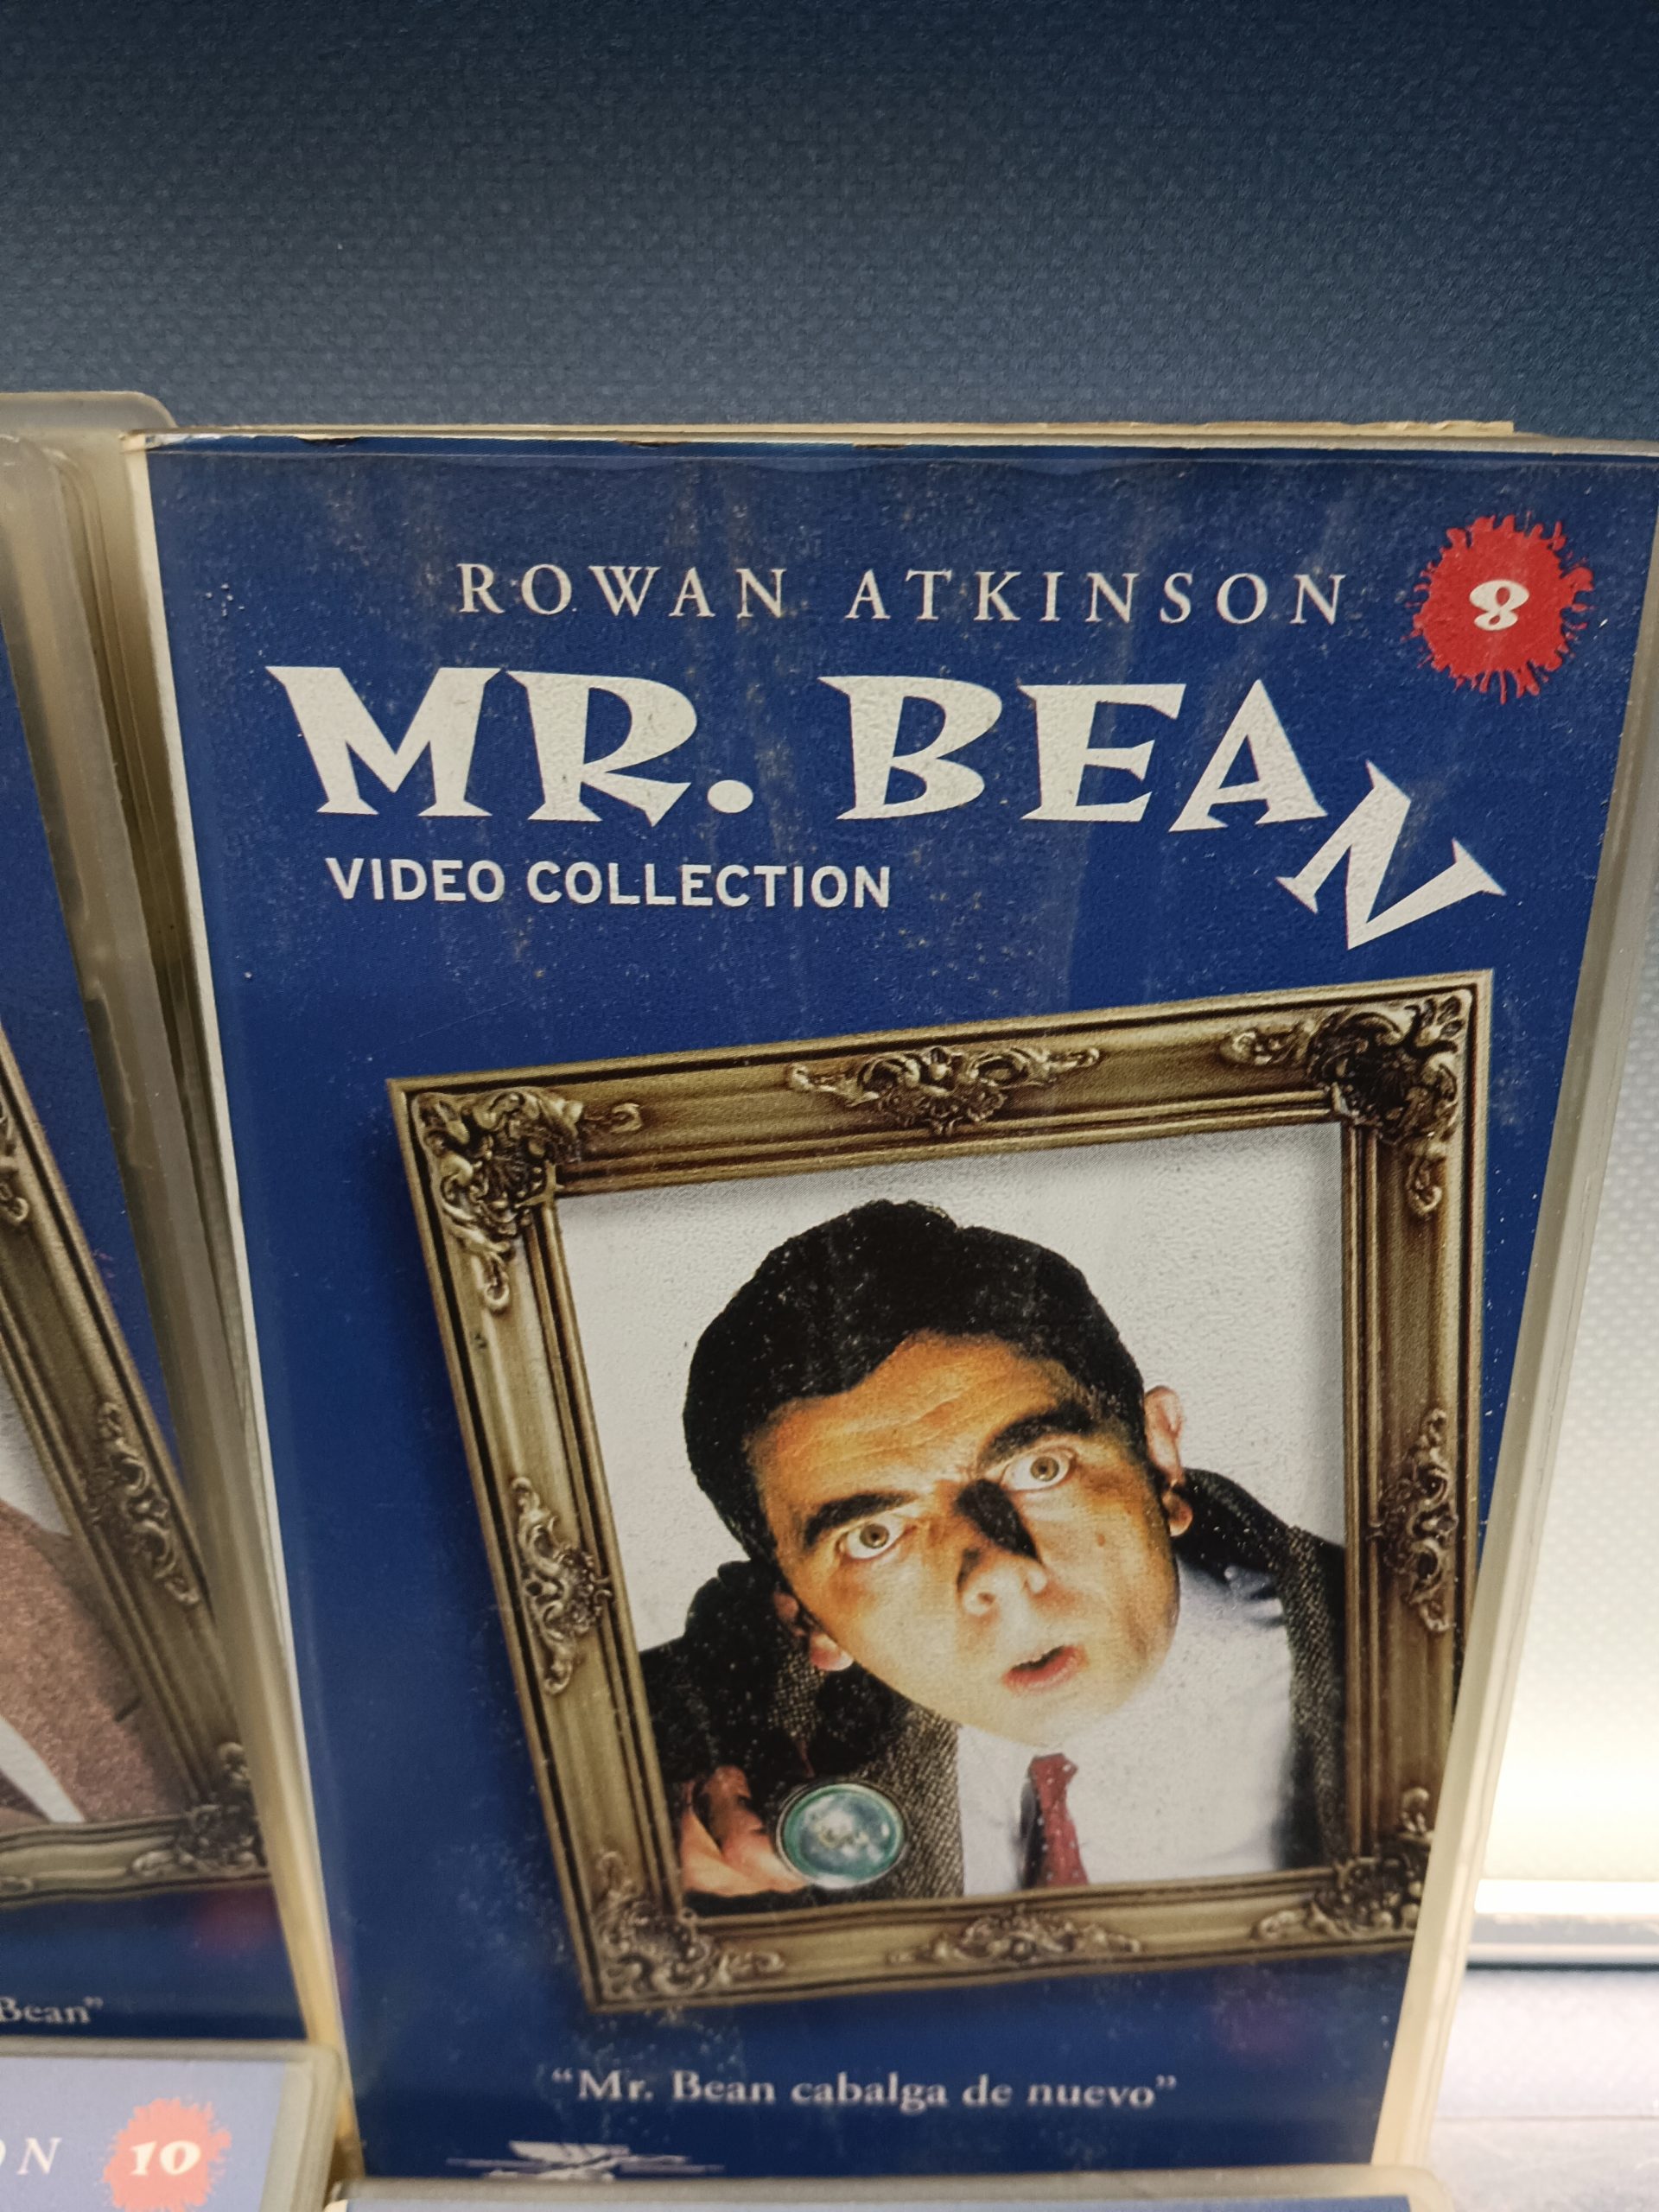 ROWAN ATKINSON
8
MR. BEAN
VIDEO COLLECTION
Bean”
“Mr. Bean cabalga de nuevo”
ON
10